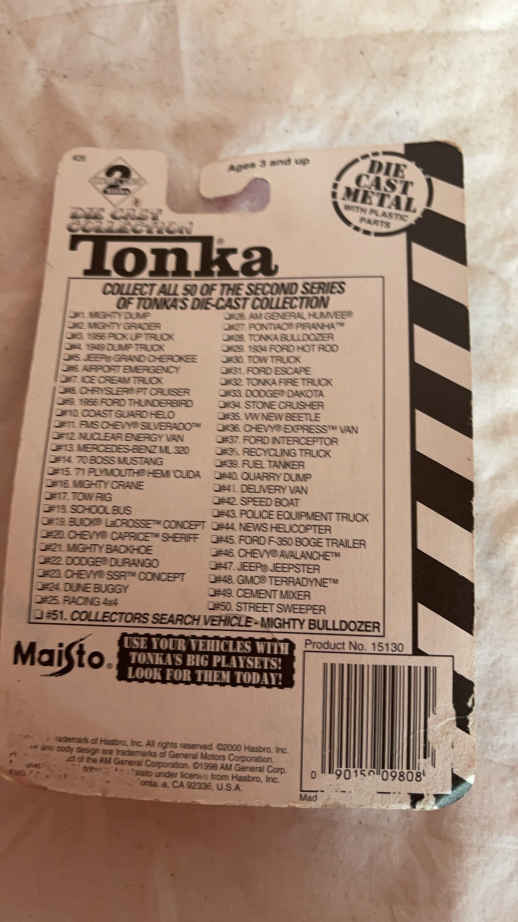 Ages 3 and up
2
DIE CAST
COLLECTION
DIE
CAST
METAL
WITH PLASTIC
PARTS
Tonka
COLLECT ALL 50 OF THE SECOND SERIES
OF TONKA'S DIE-CAST COLLECTION
❏#1. MIGHTY DUMP
❏#2. MIGHTY GRADER
❏#3. 1956 PICK UP TRUCK
❏#4. 1949 DUMP TRUCK
❏#5. JEEP® GRAND CHEROKEE
❏#6. AIRPORT EMERGENCY
❏#7. ICE CREAM TRUCK
❏#8. CHRYSLER® PT CRUISER
❏#9. 1956 FORD THUNDERBIRD
❏#10. COAST GUARD HELO
❏#11. FMS CHEVY® SILVERADO™
❏#12. NUCLEAR ENERGY VAN
❏#13. MERCEDES-BENZ ML 320
❏#14. '70 BOSS MUSTANG
❏#15. '71 PLYMOUTH® HEMI 'CUDA
❏#16. MIGHTY CRANE
❏#17. TOW RIG
❏#18. SCHOOL BUS
❏#19. BUICK® LaCROSSE™ CONCEPT
❏#20. CHEVY® CAPRICE™ SHERIFF
❏#21. MIGHTY BACKHOE
❏#22. DODGE® DURANGO
❏#23. CHEVY® SSR™ CONCEPT
❏#24. DUNE BUGGY
❏#25. RACING 4x4
❏#26. AM GENERAL HUMVEE®
❏#27. PONTIAC® PIRANHA™
❏#28. TONKA BULLDOZER
❏#29. 1934 FORD HOT ROD
❏#30. TOW TRUCK
❏#31. FORD ESCAPE
❏#32. TONKA FIRE TRUCK
❏#33. DODGE® DAKOTA
❏#34. STONE CRUSHER
❏#35. VW NEW BEETLE
❏#36. CHEVY® EXPRESS™ VAN
❏#37. FORD INTERCEPTOR
❏#38. RECYCLING TRUCK
❏#39. FUEL TANKER
❏#40. QUARRY DUMP
❏#41. DELIVERY VAN
❏#42. SPEED BOAT
❏#43. POLICE EQUIPMENT TRUCK
❏#44. NEWS HELICOPTER
❏#45. FORD F-350 BOGE TRAILER
❏#46. CHEVY® AVALANCHE™
❏#47. JEEP® JEEPSTER
❏#48. GMC® TERRADYNE™
❏#49. CEMENT MIXER
❏#50. STREET SWEEPER
❏ #51. COLLECTORS SEARCH VEHICLE - MIGHTY BULLDOZER
Maisto®
USE YOUR VEHICLES WITH
TONKA'S BIG PLAYSETS!
LOOK FOR THEM TODAY!
Product No. 15130
of Hasbro, Inc. All rights reserved. ©2000 Hasbro, Inc.
and body design are trademarks of General Motors Corporation.
of the AM General Corporation. ©1998 AM General Corp.
under license from Hasbro, Inc.
CA 92336, U.S.A.
0 90159 09808